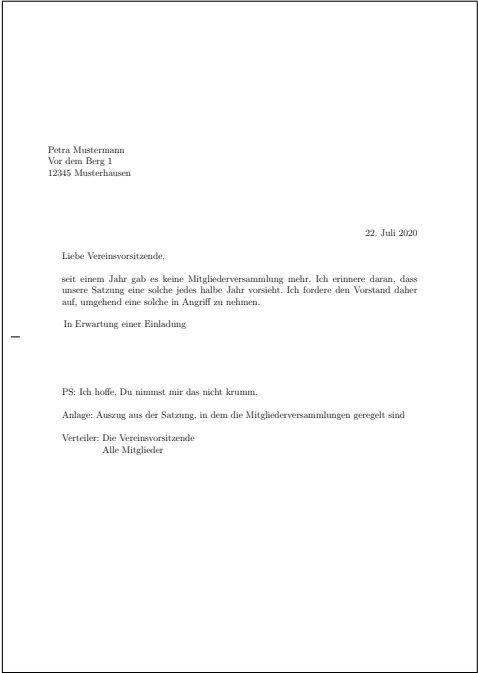 Petra Mustermann
Vor dem Berg 1
12345 Musterhausen
22. Juli 2020
Liebe Vereinsvorsitzende,
seit einem Jahr gab es keine Mitgliederversammlung mehr. Ich erinnere daran, dass
unsere Satzung eine solche jedes halbe Jahr vorsieht. Ich fordere den Vorstand daher
auf, umgehend eine solche in Angriff zu nehmen.
In Erwartung einer Einladung
PS: Ich hoffe, Du nimmst mir das nicht krumm.
Anlage: Auszug aus der Satzung, in dem die Mitgliederversammlungen geregelt sind
Verteiler: Die Vereinsvorsitzende
Alle Mitglieder